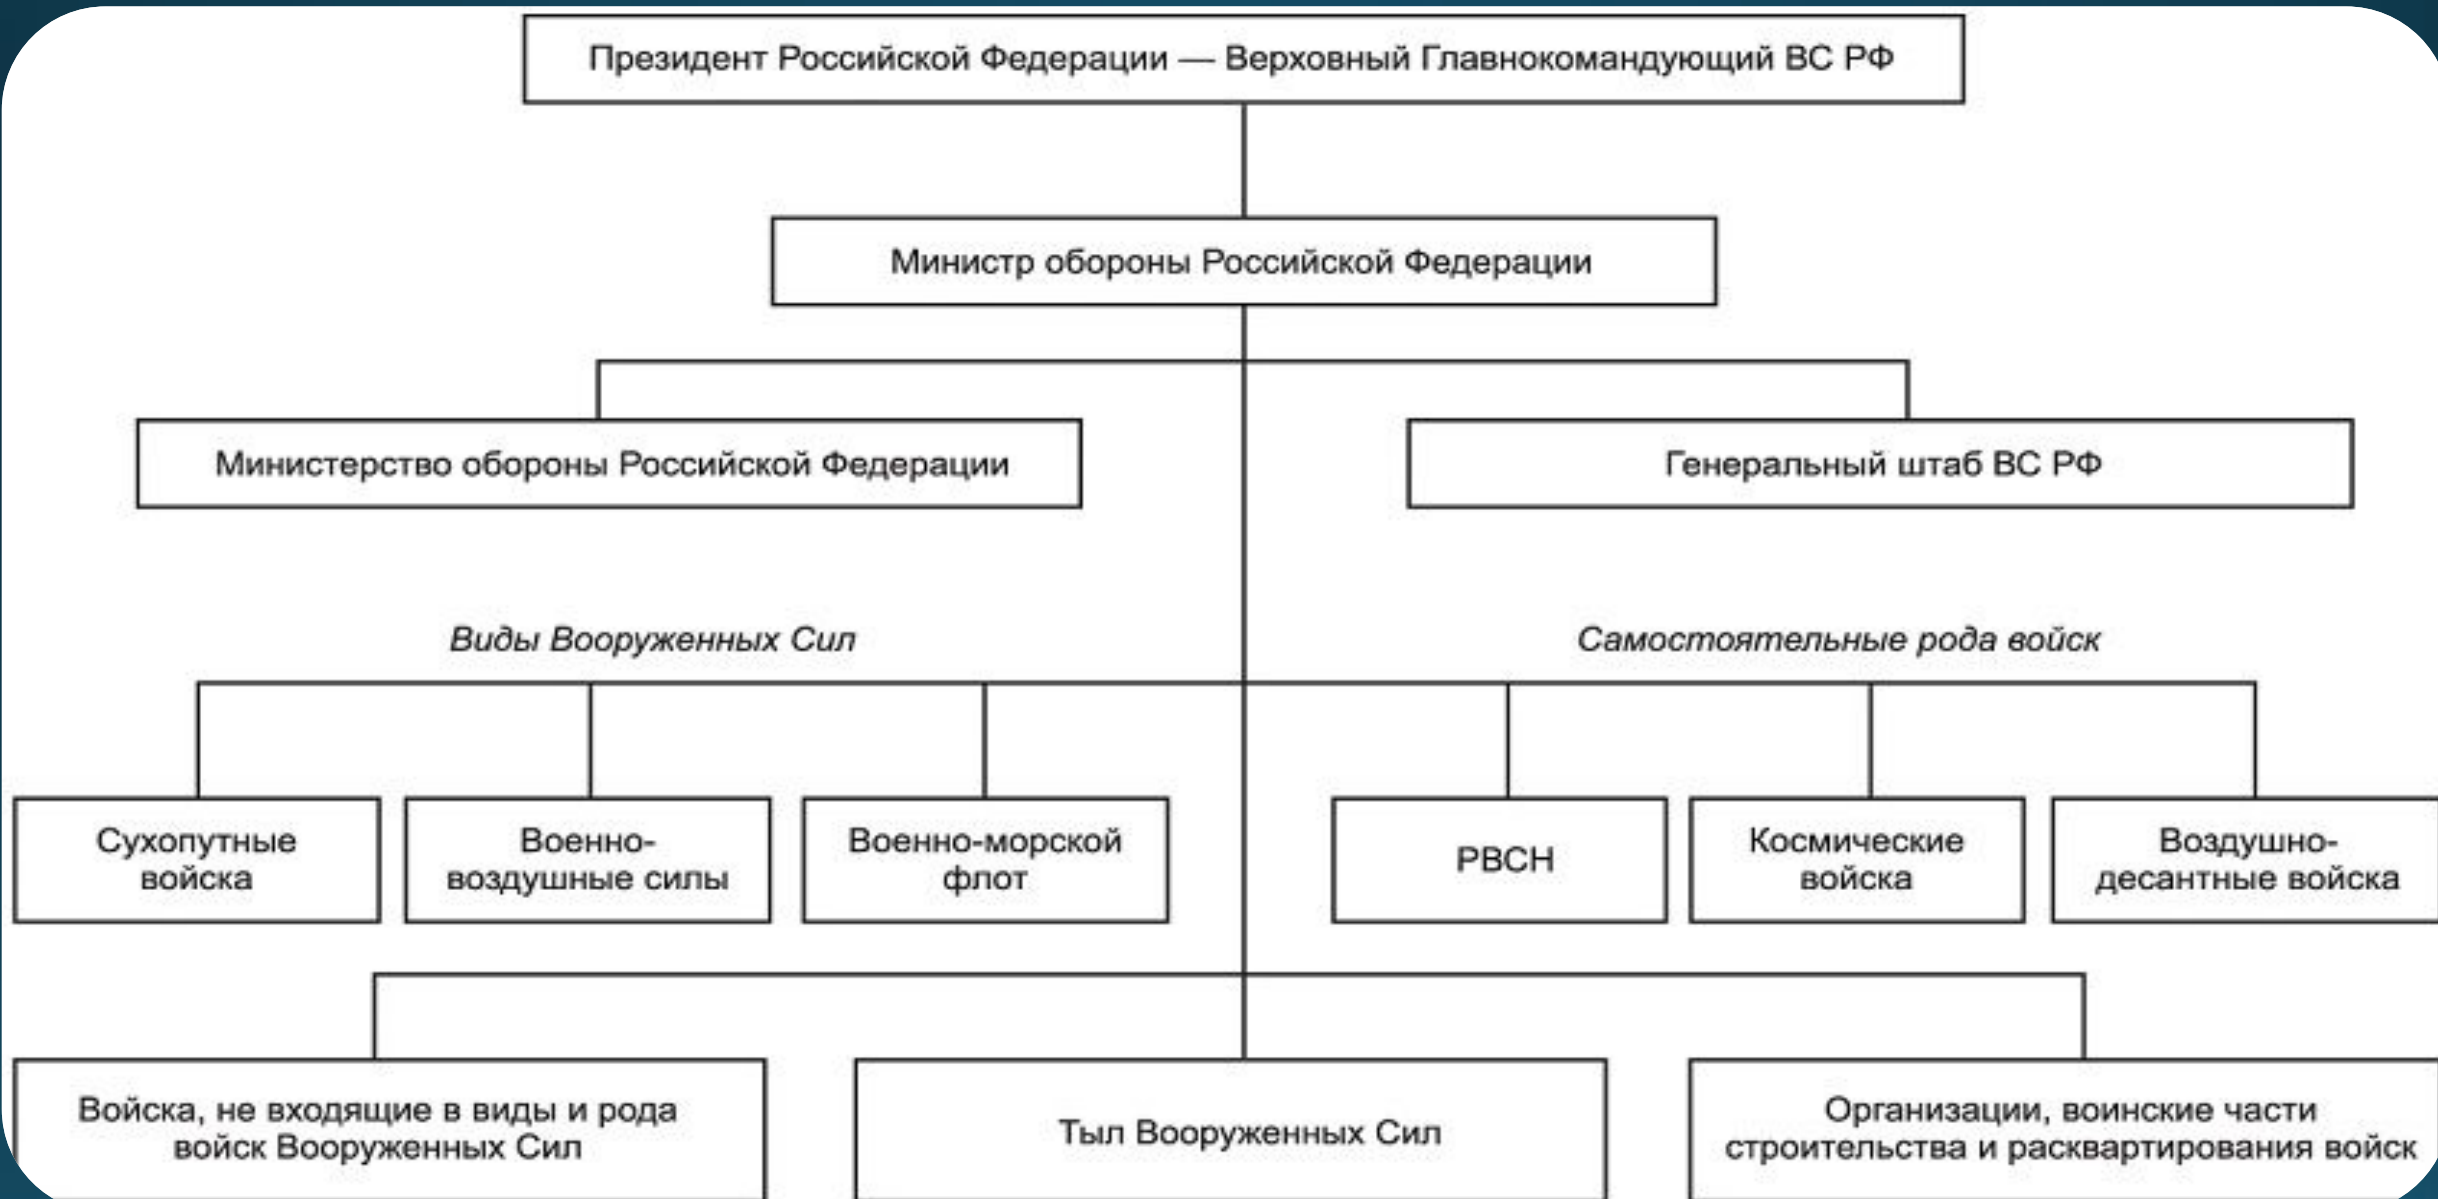 Президент Российской Федерации — Верховный Главнокомандующий ВС РФ
Министр обороны Российской Федерации
Министерство обороны Российской Федерации
Генеральный штаб ВС РФ
Виды Вооруженных Сил
Самостоятельные рода войск
Сухопутные
войска
Военно-
воздушные силы
Военно-морской
флот
РВСН
Космические
войска
Воздушно-
десантные войска
Войска, не входящие в виды и рода
войск Вооруженных Сил
Тыл Вооруженных Сил
Организации, воинские части
строительства и расквартирования войск